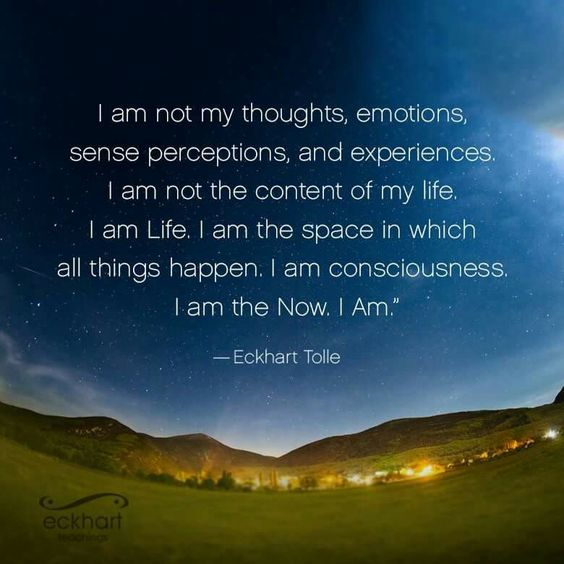 I am not my thoughts, emotions,
sense perceptions, and experiences.
I am not the content of my life.
I am Life. I am the space in which
all things happen. I am consciousness.
I am the Now. I Am.”
— Eckhart Tolle
eckhart
teachings